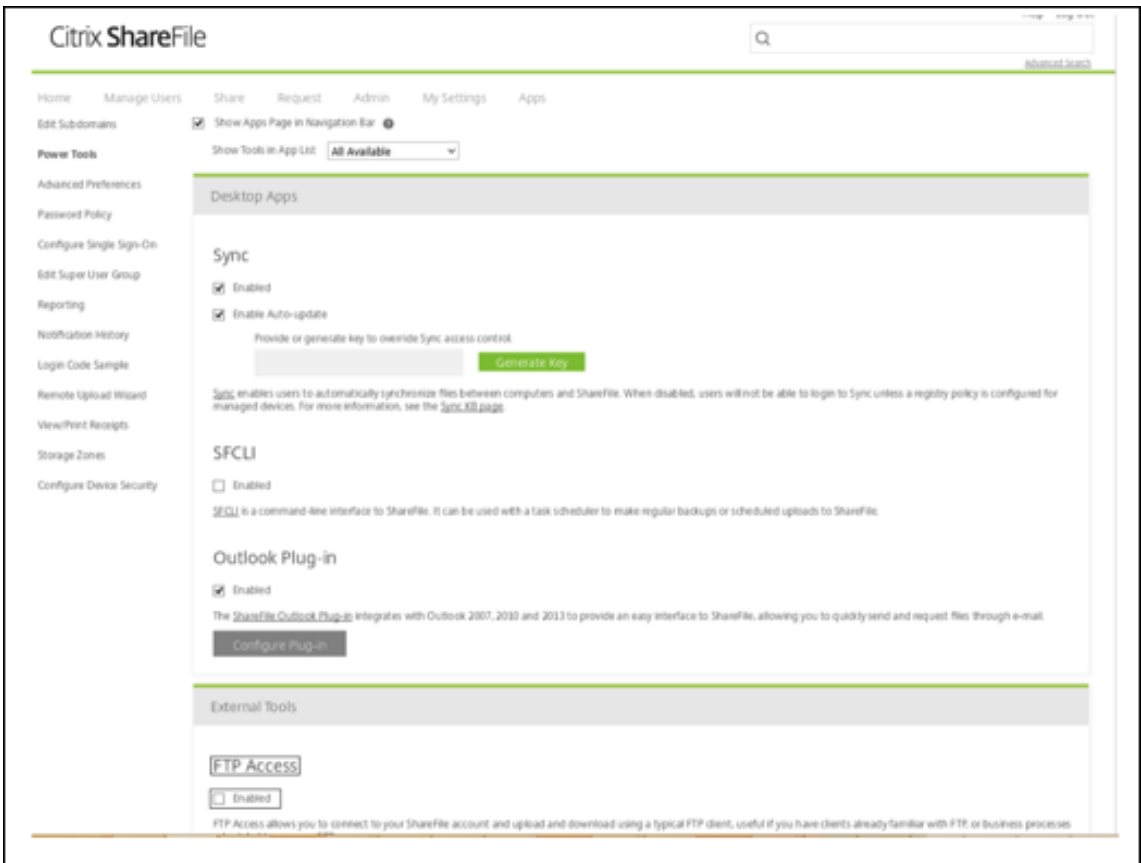 Citrix ShareFile
Advanced Search
Home Manage Users Share Request Admin My Settings Apps
Edit Subdomains
Power Tools
Advanced Preferences
Password Policy
Configure Single Sign-On
Edit Super User Group
Reporting
Notification History
Login Code Sample
Remote Upload Wizard
View/Print Receipts
Storage Zones
Configure Device Security
Show Apps Page in Navigation Bar
Show Tools in App List All Available
Desktop Apps
Sync
Enabled
Enable Auto-update
Provide or generate key to override Sync access control.
Generate Key
Sync enables users to automatically synchronize files between computers and ShareFile. When disabled, users will not be able to login to Sync unless a registry policy is configured for
managed devices. For more information, see the Sync KB page.
SFCLI
Enabled
SFCLI is a command-line interface to ShareFile. It can be used with a task scheduler to make regular backups or scheduled uploads to ShareFile.
Outlook Plug-in
Enabled
The ShareFile Outlook Plug-in integrates with Outlook 2007, 2010 and 2013 to provide an easy interface to ShareFile, allowing you to quickly send and request files through e-mail.
Configure Plug-in
External Tools
FTP Access
Enabled
FTP Access allows you to connect to your ShareFile account and upload and download using a typical FTP client, useful if you have clients already familiar with FTP, or business processes